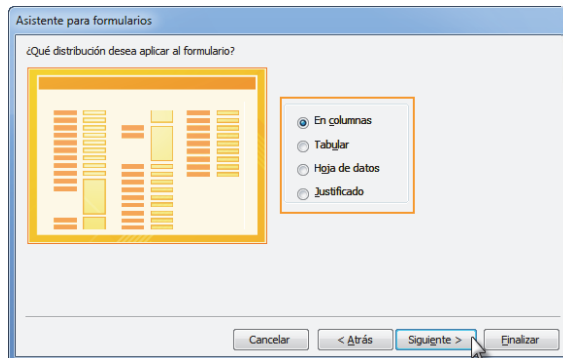 Asistente para formularios
¿Qué distribución desea aplicar al formulario?
En columnas
Tabular
Hoja de datos
Justificado
Cancelar
< Atrás
Siguiente >
Finalizar